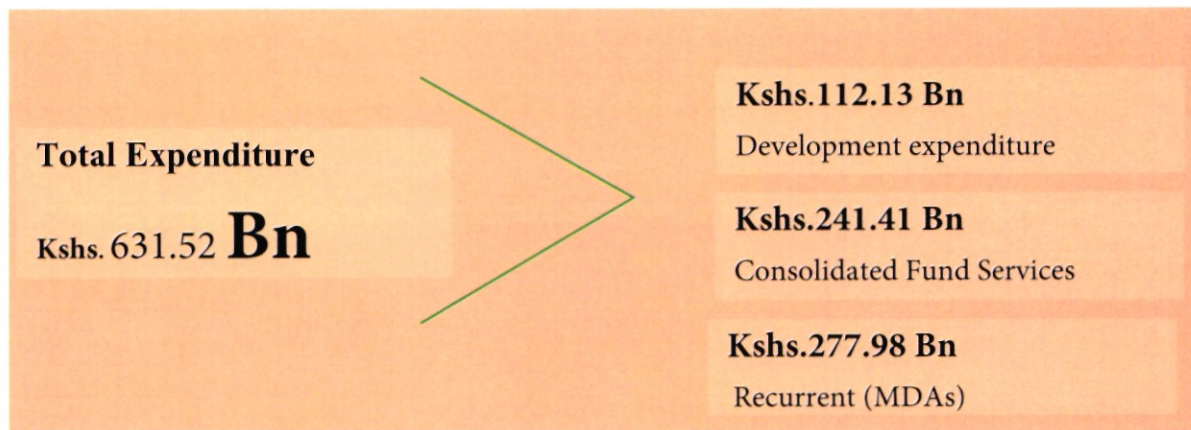 Total Expenditure
Kshs. 631.52 Bn
Kshs.112.13 Bn
Development expenditure
Kshs.241.41 Bn
Consolidated Fund Services
Kshs.277.98 Bn
Recurrent (MDAs)